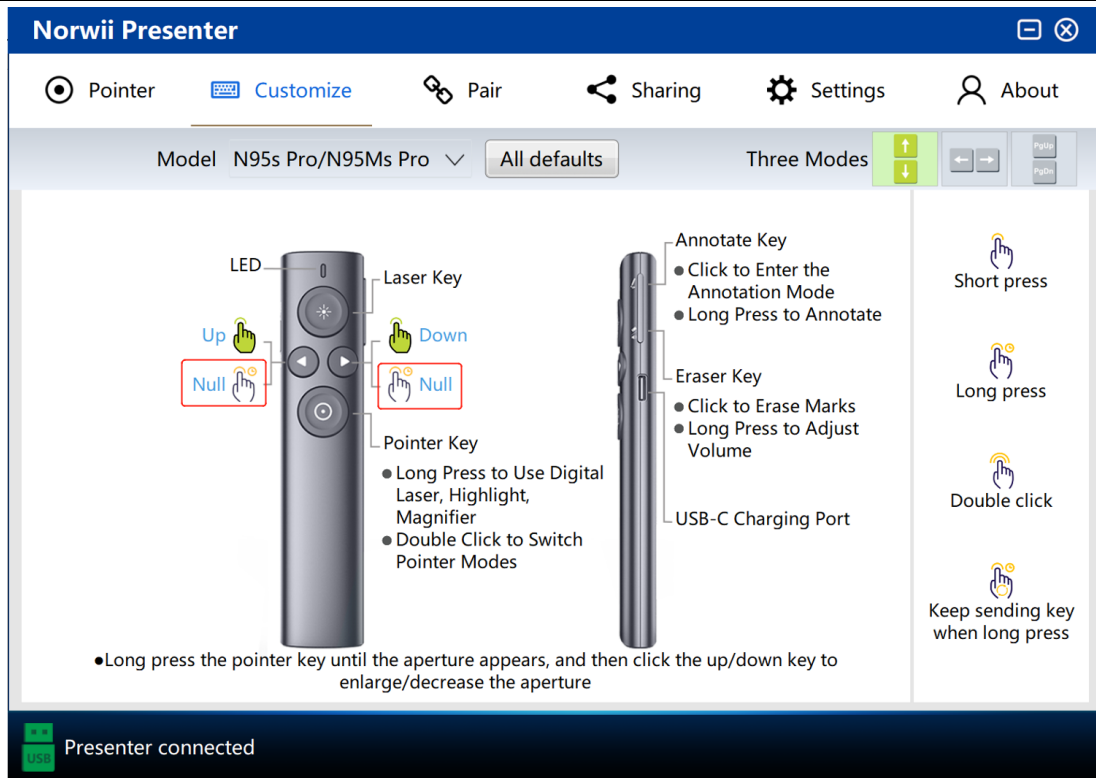 Norwii Presenter
Pointer
Customize
Pair
Sharing
Settings
About
Model N95s Pro/N95Ms Pro
All defaults
Three Modes
PgUp
PgDn
LED
Laser Key
Up
Down
Null
Null
Pointer Key
●Long Press to Use Digital
Laser, Highlight,
Magnifier
●Double Click to Switch
Pointer Modes
Annotate Key
●Click to Enter the
Annotation Mode
●Long Press to Annotate
Eraser Key
●Click to Erase Marks
●Long Press to Adjust
Volume
USB-C Charging Port
●Long press the pointer key until the aperture appears, and then click the up/down key to
enlarge/decrease the aperture
Short press
Long press
Double click
Keep sending key
when long press
USB
Presenter connected